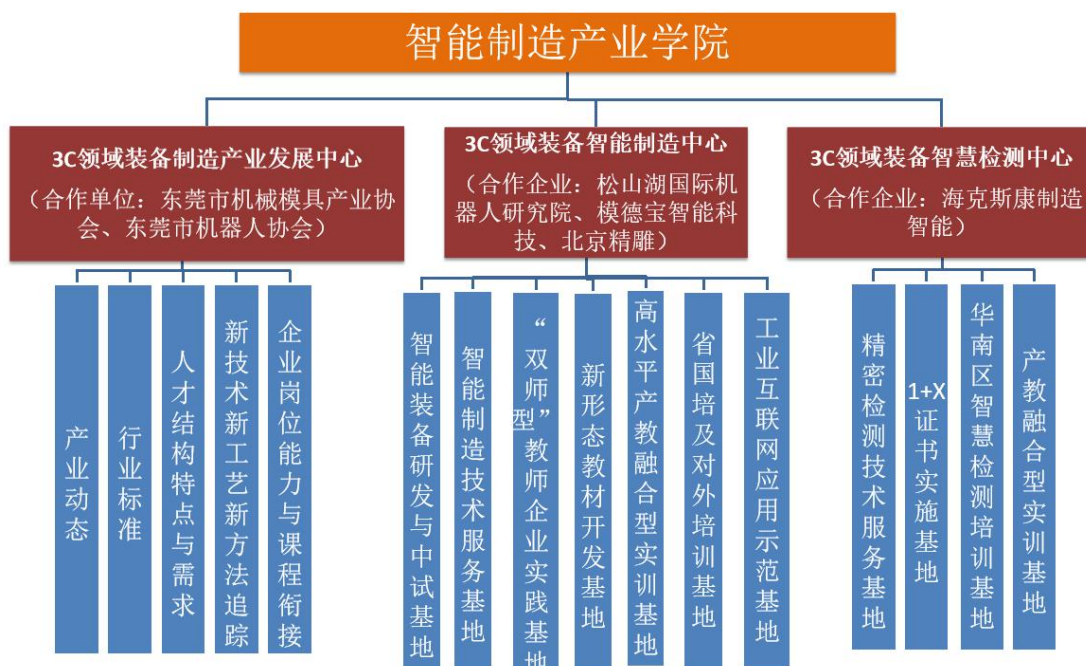 智能制造产业学院
3C领域装备制造产业发展中心
（合作单位：东莞市机械模具产业协
会、东莞市机器人协会）
3C领域装备智能制造中心
（合作企业：松山湖国际机
器人研究院、模德宝智能科
技、北京精雕）
3C领域装备智慧检测中心
（合作企业：海克斯康制造
智能）
产业动态
行业标准
人才结构特点与需求
新技术新工艺新方法追踪
企业岗位能力与课程衔接
智能装备研发与中试基地
智能制造技术服务基地
“双师型”教师企业实践基地
新形态教材开发基地
高水平产教融合型实训基地
省国培及对外培训基地
工业互联网应用示范基地
精密检测技术服务基地
1+X证书实施基地
华南区智慧检测培训基地
产教融合型实训基地